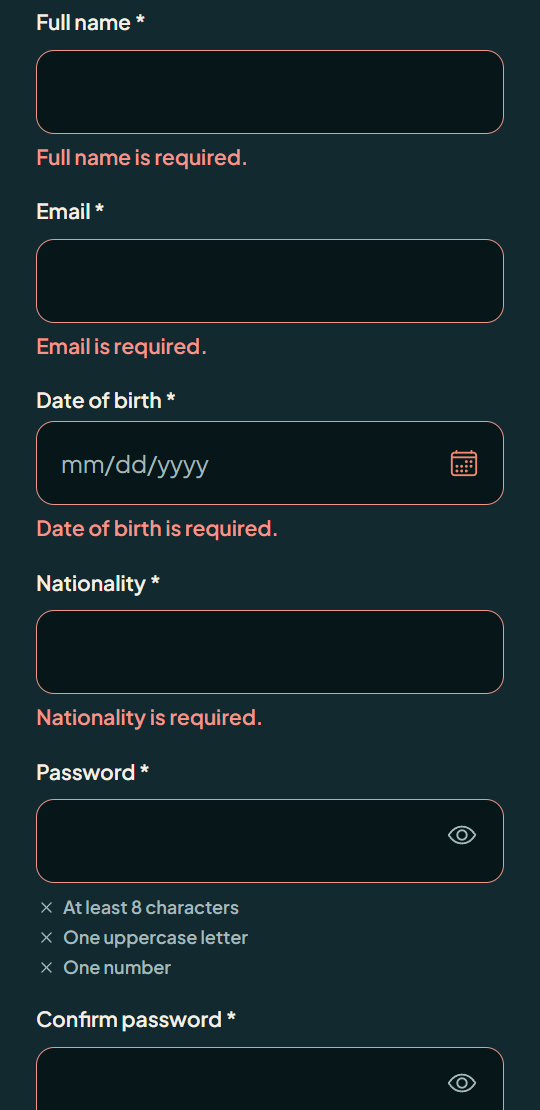 Full name *
Full name is required.
Email *
Email is required.
Date of birth *
mm/dd/yyyy
Date of birth is required.
Nationality *
Nationality is required.
Password *
At least 8 characters
One uppercase letter
One number
Confirm password *